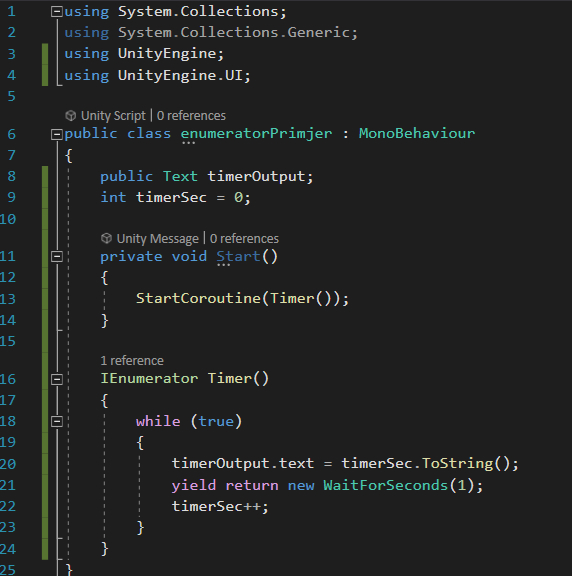 1 using System.Collections;
2 using System.Collections.Generic;
3 using UnityEngine;
4 using UnityEngine.UI;
5
Unity Script | 0 references
6 public class enumeratorPrimjer : MonoBehaviour
7 {
8 public Text timerOutput;
9 int timerSec = 0;
10
Unity Message | 0 references
11 private void Start()
12 {
13 StartCoroutine(Timer());
14 }
15
1 reference
16 IEnumerator Timer()
17 {
18 while (true)
19 {
20 timerOutput.text = timerSec.ToString();
21 yield return new WaitForSeconds(1);
22 timerSec++;
23 }
24 }
25 }